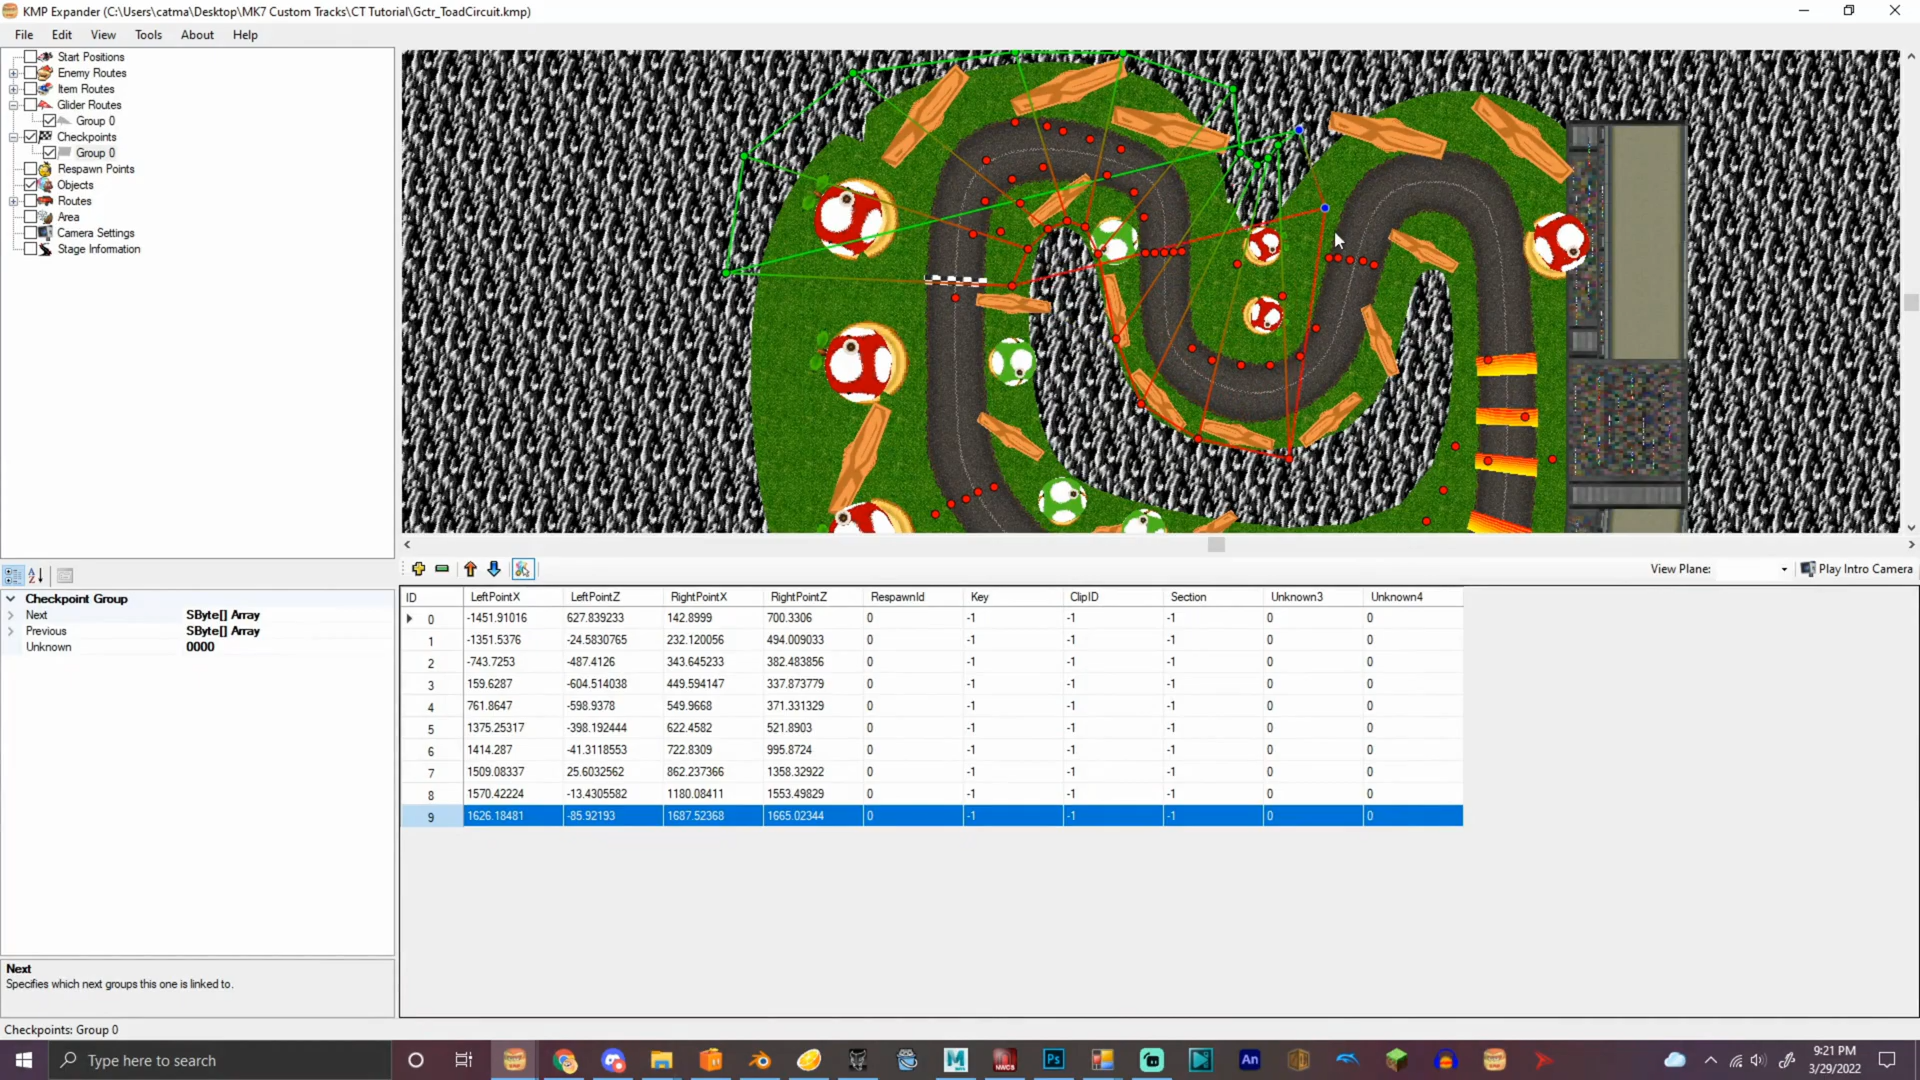 KMP Expander (C:\Users\catma\Desktop\MK7 Custom Tracks\CT Tutorial\Gctr_ToadCircuit.kmp)
File Edit View Tools About Help
Start Positions
Enemy Routes
Item Routes
Glider Routes
Group 0
Checkpoints
Group 0
Respawn Points
Objects
Routes
Area
Camera Settings
Stage Information
View Plane: Play Intro Camera
Checkpoint Group
Next SByte[] Array
Previous SByte[] Array
Unknown 0000
ID LeftPointX LeftPointZ RightPointX RightPointZ RespawnId Key ClipID Section Unknown3 Unknown4
0 -1451.91016 627.839233 142.8999 700.3306 0 -1 -1 -1 0 0
1 -1351.5376 -24.5830765 232.120056 494.009033 0 -1 -1 -1 0 0
2 -743.7253 -487.4126 343.645233 382.483856 0 -1 -1 -1 0 0
3 159.6287 -604.514038 449.594147 337.873779 0 -1 -1 -1 0 0
4 761.8647 -598.9378 549.9668 371.331329 0 -1 -1 -1 0 0
5 1375.25317 -398.192444 622.4582 521.8903 0 -1 -1 -1 0 0
6 1414.287 -41.3118553 722.8309 995.8724 0 -1 -1 -1 0 0
7 1509.08337 25.6032562 862.237366 1358.32922 0 -1 -1 -1 0 0
8 1570.42224 -13.4305582 1180.08411 1553.49829 0 -1 -1 -1 0 0
9 1626.18481 -85.92193 1687.52368 1665.02344 0 -1 -1 -1 0 0
Next
Specifies which next groups this one is linked to.
Checkpoints: Group 0
Type here to search
9:21 PM
3/29/2022